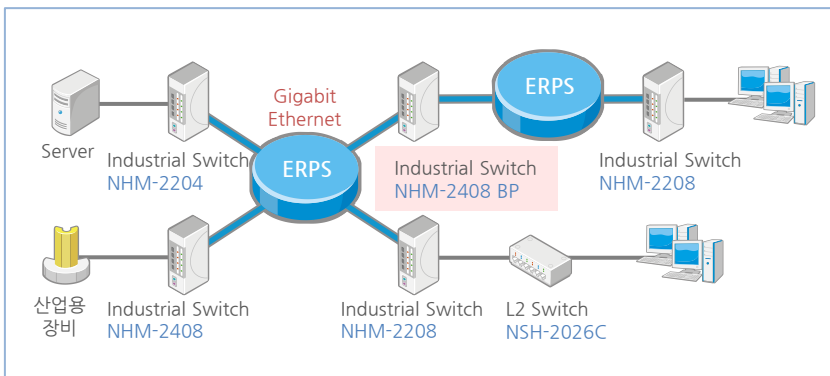 Gigabit
Ethernet
ERPS
Server
Industrial Switch
NHM-2204
ERPS
Industrial Switch
NHM-2408 BP
Industrial Switch
NHM-2208
산업용
장비
Industrial Switch
NHM-2408
Industrial Switch
NHM-2208
L2 Switch
NSH-2026C